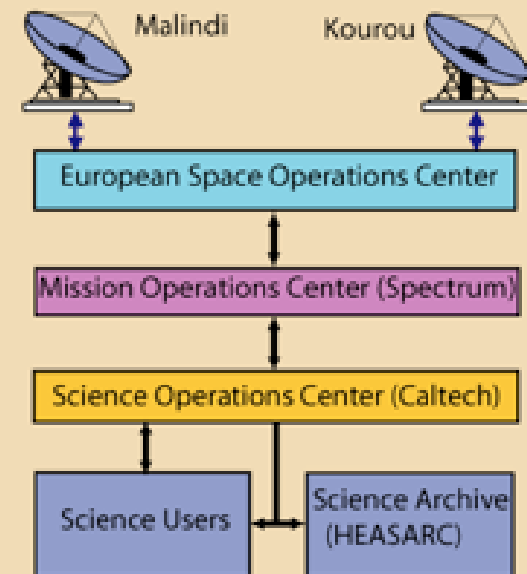 Malindi
Kourou
European Space Operations Center
Mission Operations Center (Spectrum)
Science Operations Center (Caltech)
Science Users
Science Archive
(HEASARC)